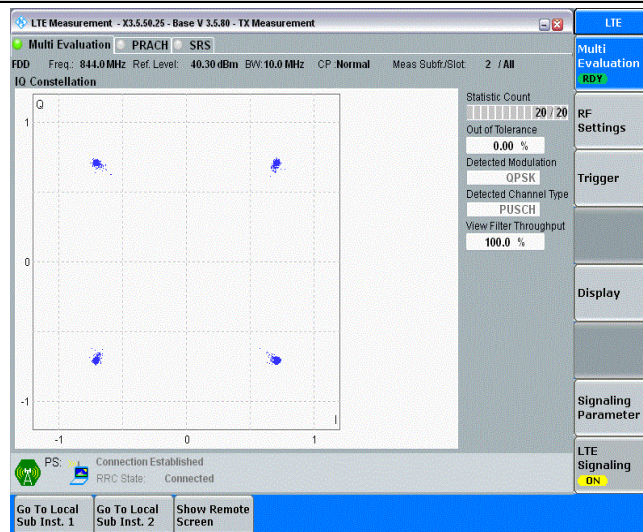 LTE Measurement - X3.5.50.25 - Base V 3.5.80 - TX Measurement
LTE
Multi Evaluation PRACH SRS
Multi
Evaluation
RDY
FDD Freq.: 844.0 MHz Ref. Level: 40.30 dBm BW: 10.0 MHz CP :Normal Meas Subfr./Slot: 2 / All
IQ Constellation
Q
1
0
-1
I
-1 0 1
Statistic Count
20 / 20
Out of Tolerance
0.00 %
Detected Modulation
QPSK
Detected Channel Type
PUSCH
View Filter Throughput
100.0 %
RF
Settings
Trigger
Display
Signaling
Parameter
LTE
Signaling
ON
PS: Connection Established
RRC State: Connected
Go To Local
Sub Inst. 1
Go To Local
Sub Inst. 2
Show Remote
Screen